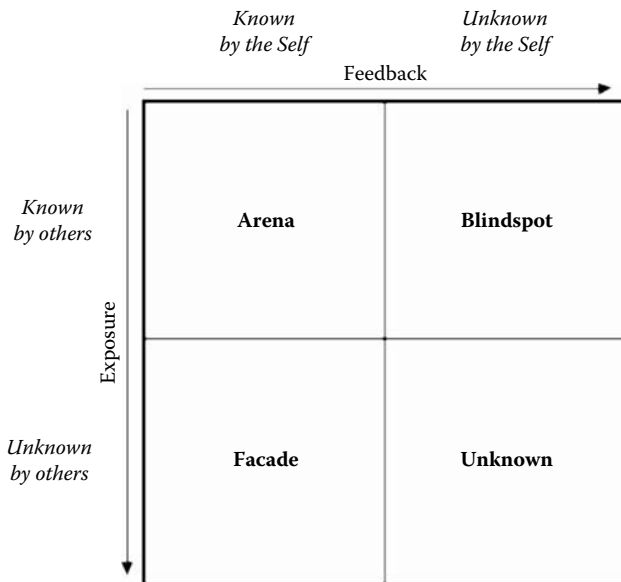 Known
by the Self
Unknown
by the Self
Feedback
Known
by others
Arena
Blindspot
Exposure
Unknown
by others
Facade
Unknown